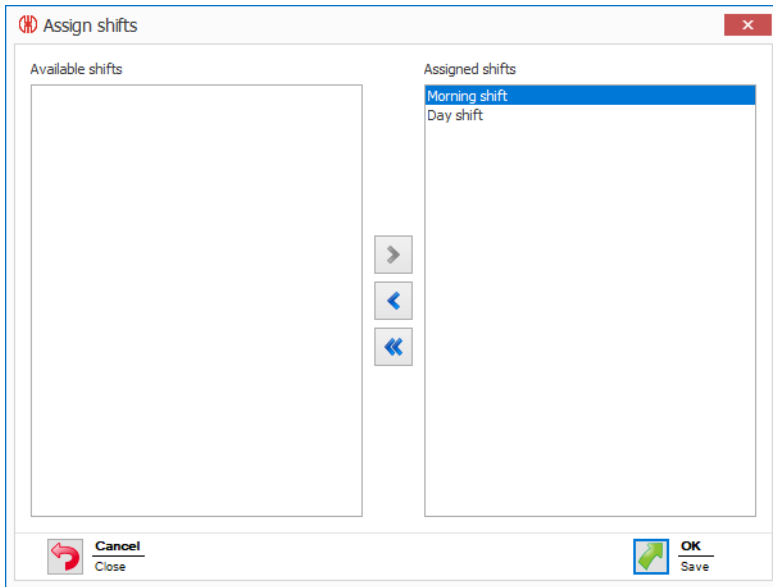 Assign shifts
Available shifts
Assigned shifts
Morning shift
Day shift
Cancel
Close
OK
Save